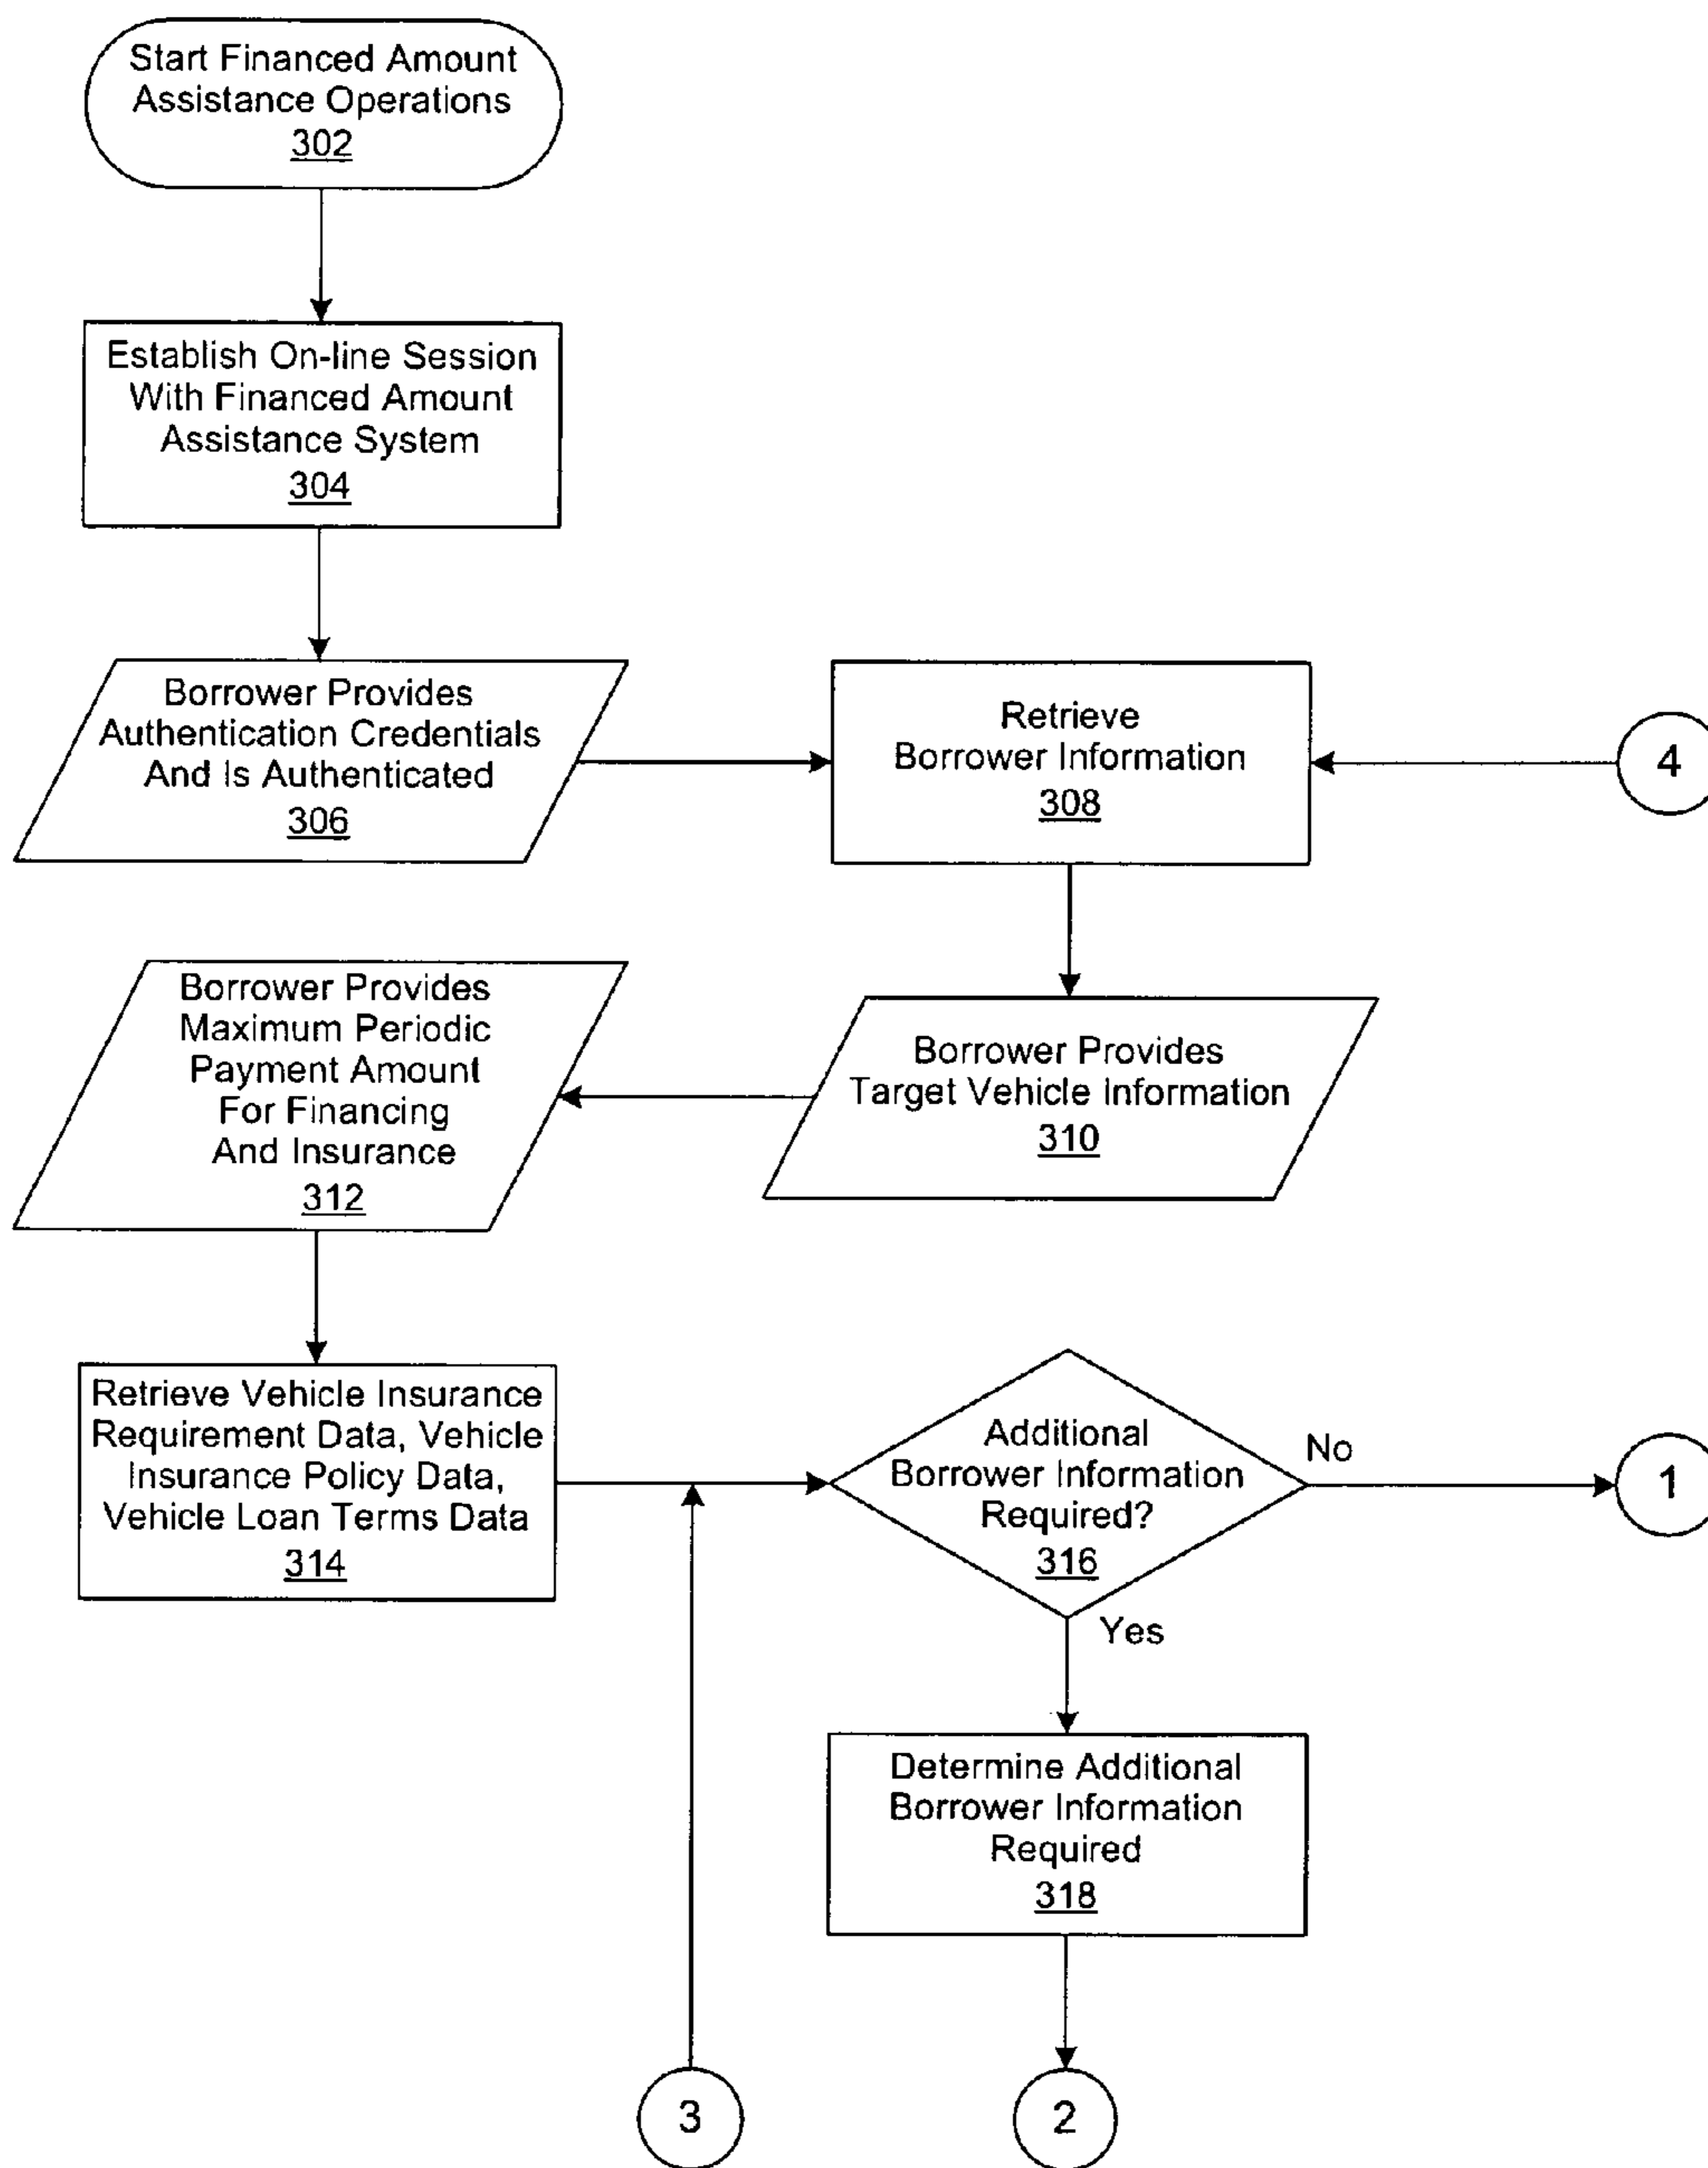 Start Financed Amount
Assistance Operations
302
Establish On-line Session
With Financed Amount
Assistance System
304
Borrower Provides
Authentication Credentials
And Is Authenticated
306
Retrieve
Borrower Information
308
4
Borrower Provides
Target Vehicle Information
310
Borrower Provides
Maximum Periodic
Payment Amount
For Financing
And Insurance
312
Retrieve Vehicle Insurance
Requirement Data, Vehicle
Insurance Policy Data,
Vehicle Loan Terms Data
314
Additional
Borrower Information
Required?
316
No
1
Yes
Determine Additional
Borrower Information
Required
318
3
2